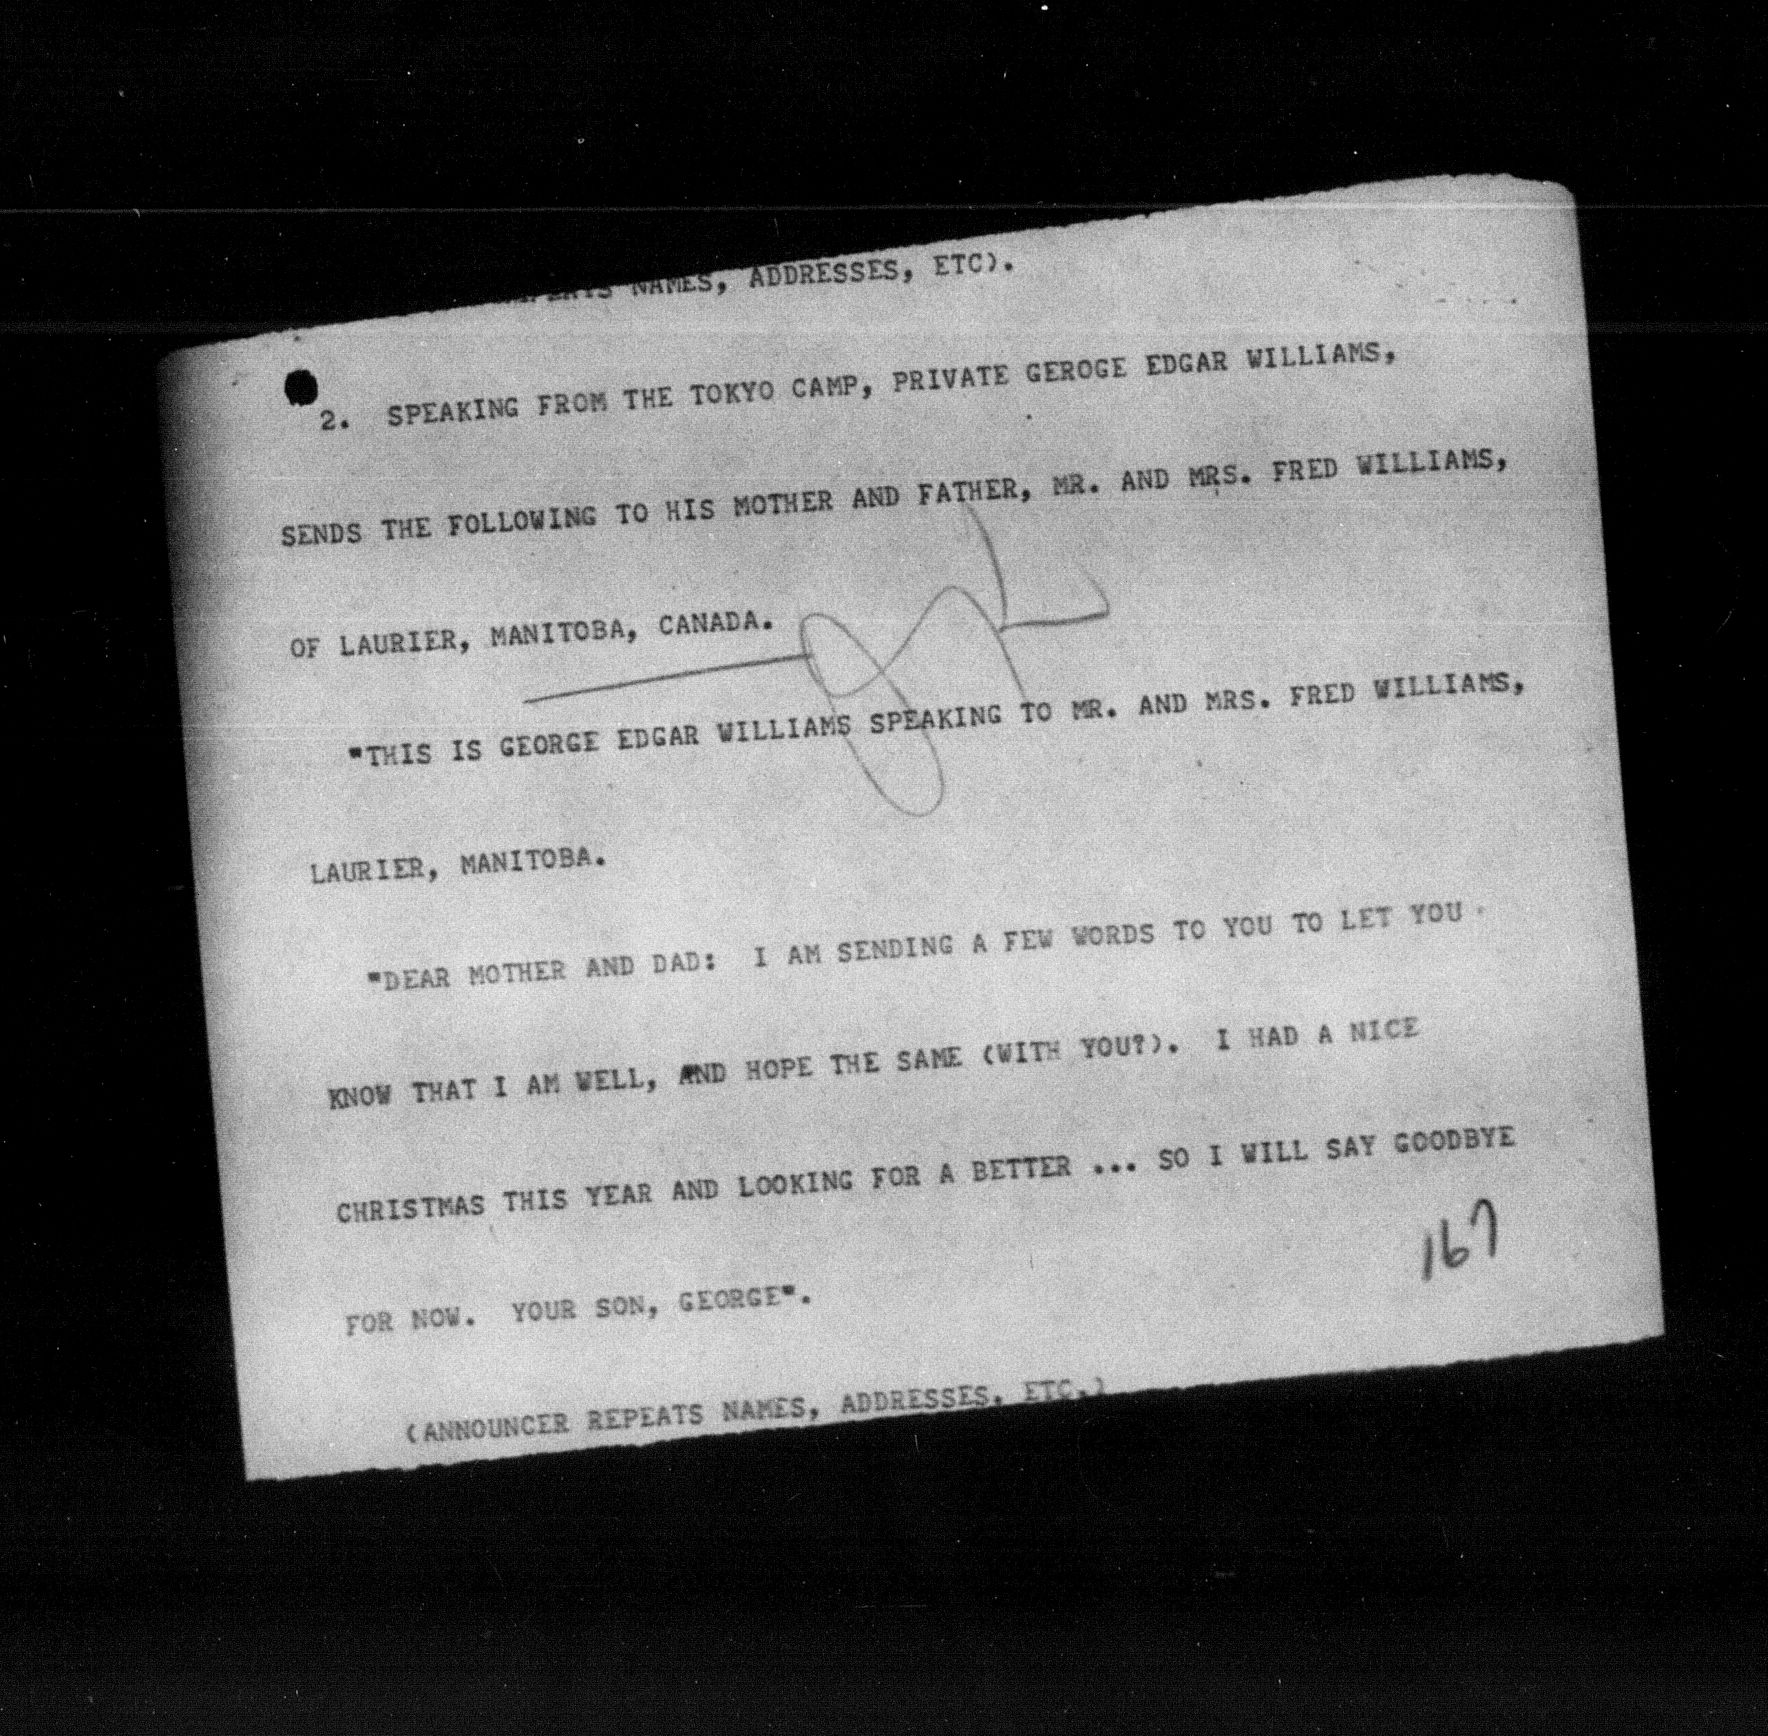 REPEATS NAMES, ADDRESSES, ETC).
2. SPEAKING FROM THE TOKYO CAMP, PRIVATE GEROGE EDGAR WILLIAMS,
SENDS THE FOLLOWING TO HIS MOTHER AND FATHER, MR. AND MRS. FRED WILLIAMS,
OF LAURIER, MANITOBA, CANADA.
"THIS IS GEORGE EDGAR WILLIAMS SPEAKING TO MR. AND MRS. FRED WILLIAMS,
LAURIER, MANITOBA.
"DEAR MOTHER AND DAD: I AM SENDING A FEW WORDS TO YOU TO LET YOU
KNOW THAT I AM WELL, AND HOPE THE SAME (WITH YOU?). I HAD A NICE
CHRISTMAS THIS YEAR AND LOOKING FOR A BETTER ... SO I WILL SAY GOODBYE
FOR NOW. YOUR SON, GEORGE".
167
(ANNOUNCER REPEATS NAMES, ADDRESSES, ETC.)